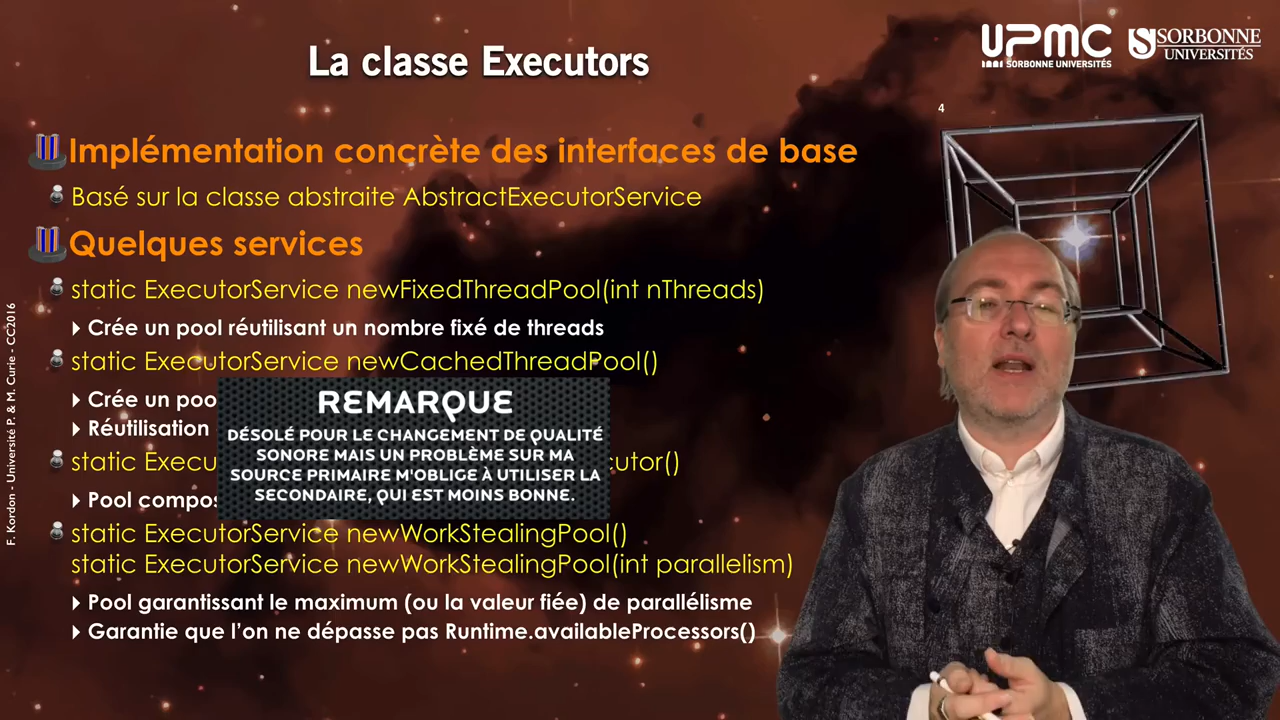 La classe Executors
UPMC
SORBONNE UNIVERSITÉS
SORBONNE
UNIVERSITÉS
4
Implémentation concrète des interfaces de base
Basé sur la classe abstraite AbstractExecutorService
Quelques services
static ExecutorService newFixedThreadPool(int nThreads)
Crée un pool réutilisant un nombre fixé de threads
static ExecutorService newCachedThreadPool()
Crée un poo
Réutilisation
static Execu
cutor()
Pool compos
REMARQUE
DÉSOLÉ POUR LE CHANGEMENT DE QUALITÉ
SONORE MAIS UN PROBLÈME SUR MA
SOURCE PRIMAIRE M'OBLIGE À UTILISER LA
SECONDAIRE, QUI EST MOINS BONNE.
static ExecutorService newWorkStealingPool()
static ExecutorService newWorkStealingPool(int parallelism)
Pool garantissant le maximum (ou la valeur fiée) de parallélisme
Garantie que l'on ne dépasse pas Runtime.availableProcessors()
F. Kordon - Université P. & M. Curie - CC2016